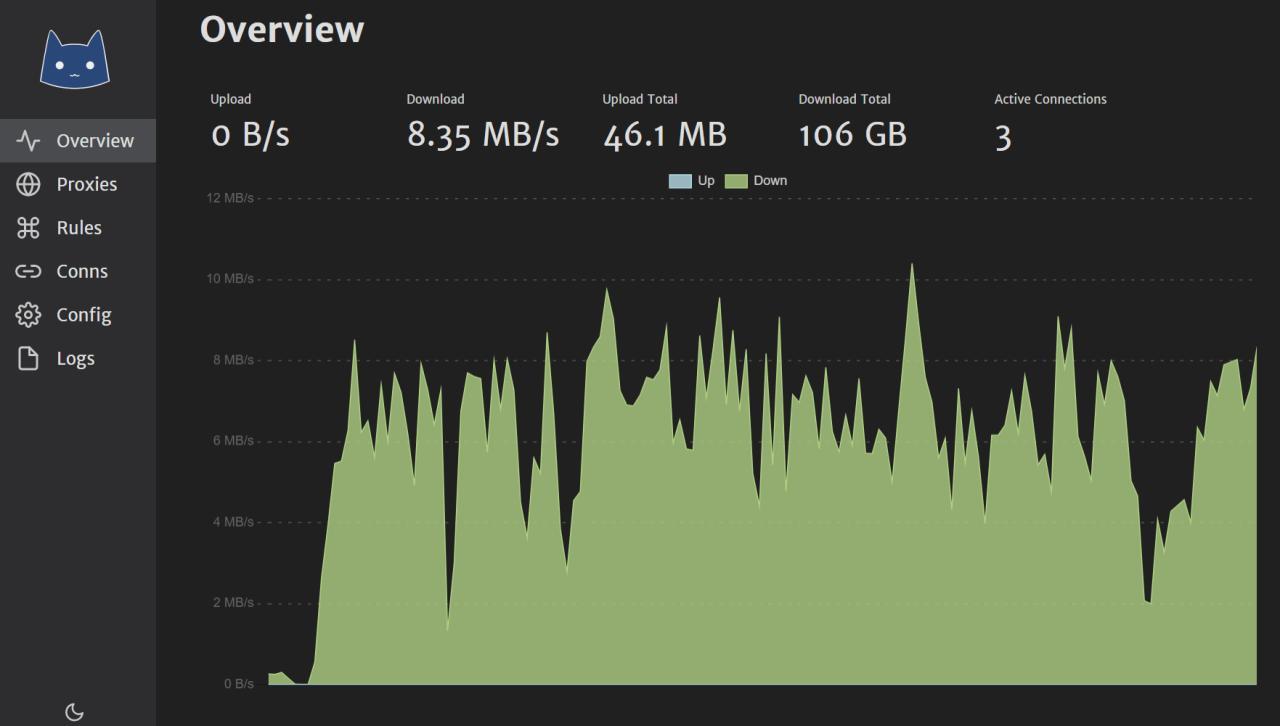 Overview
Overview
Proxies
Rules
Conns
Config
Logs
Upload
Download
Upload Total
Download Total
Active Connections
0 B/s
8.35 MB/s
46.1 MB
106 GB
3
Up
Down
12 MB/s
10 MB/s
8 MB/s
6 MB/s
4 MB/s
2 MB/s
0 B/s